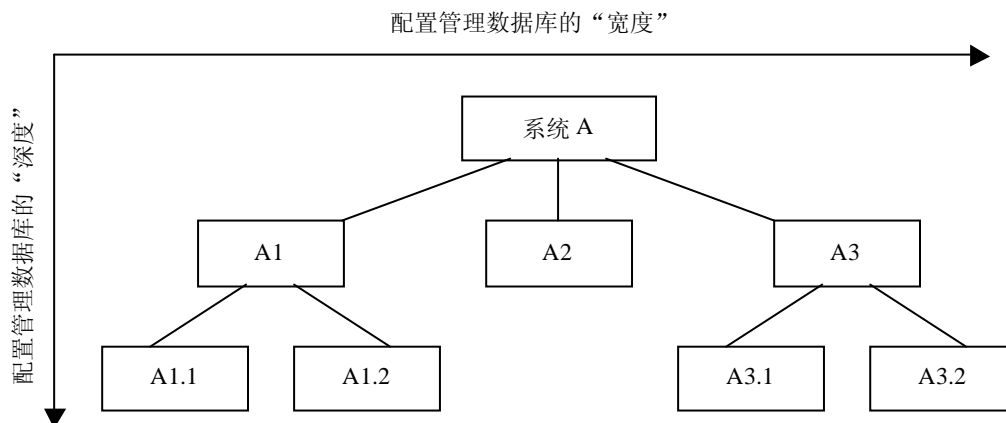 配置管理数据库的“宽度”
配置管理数据库的“深度”
系统 A
A1
A2
A3
A1.1
A1.2
A3.1
A3.2